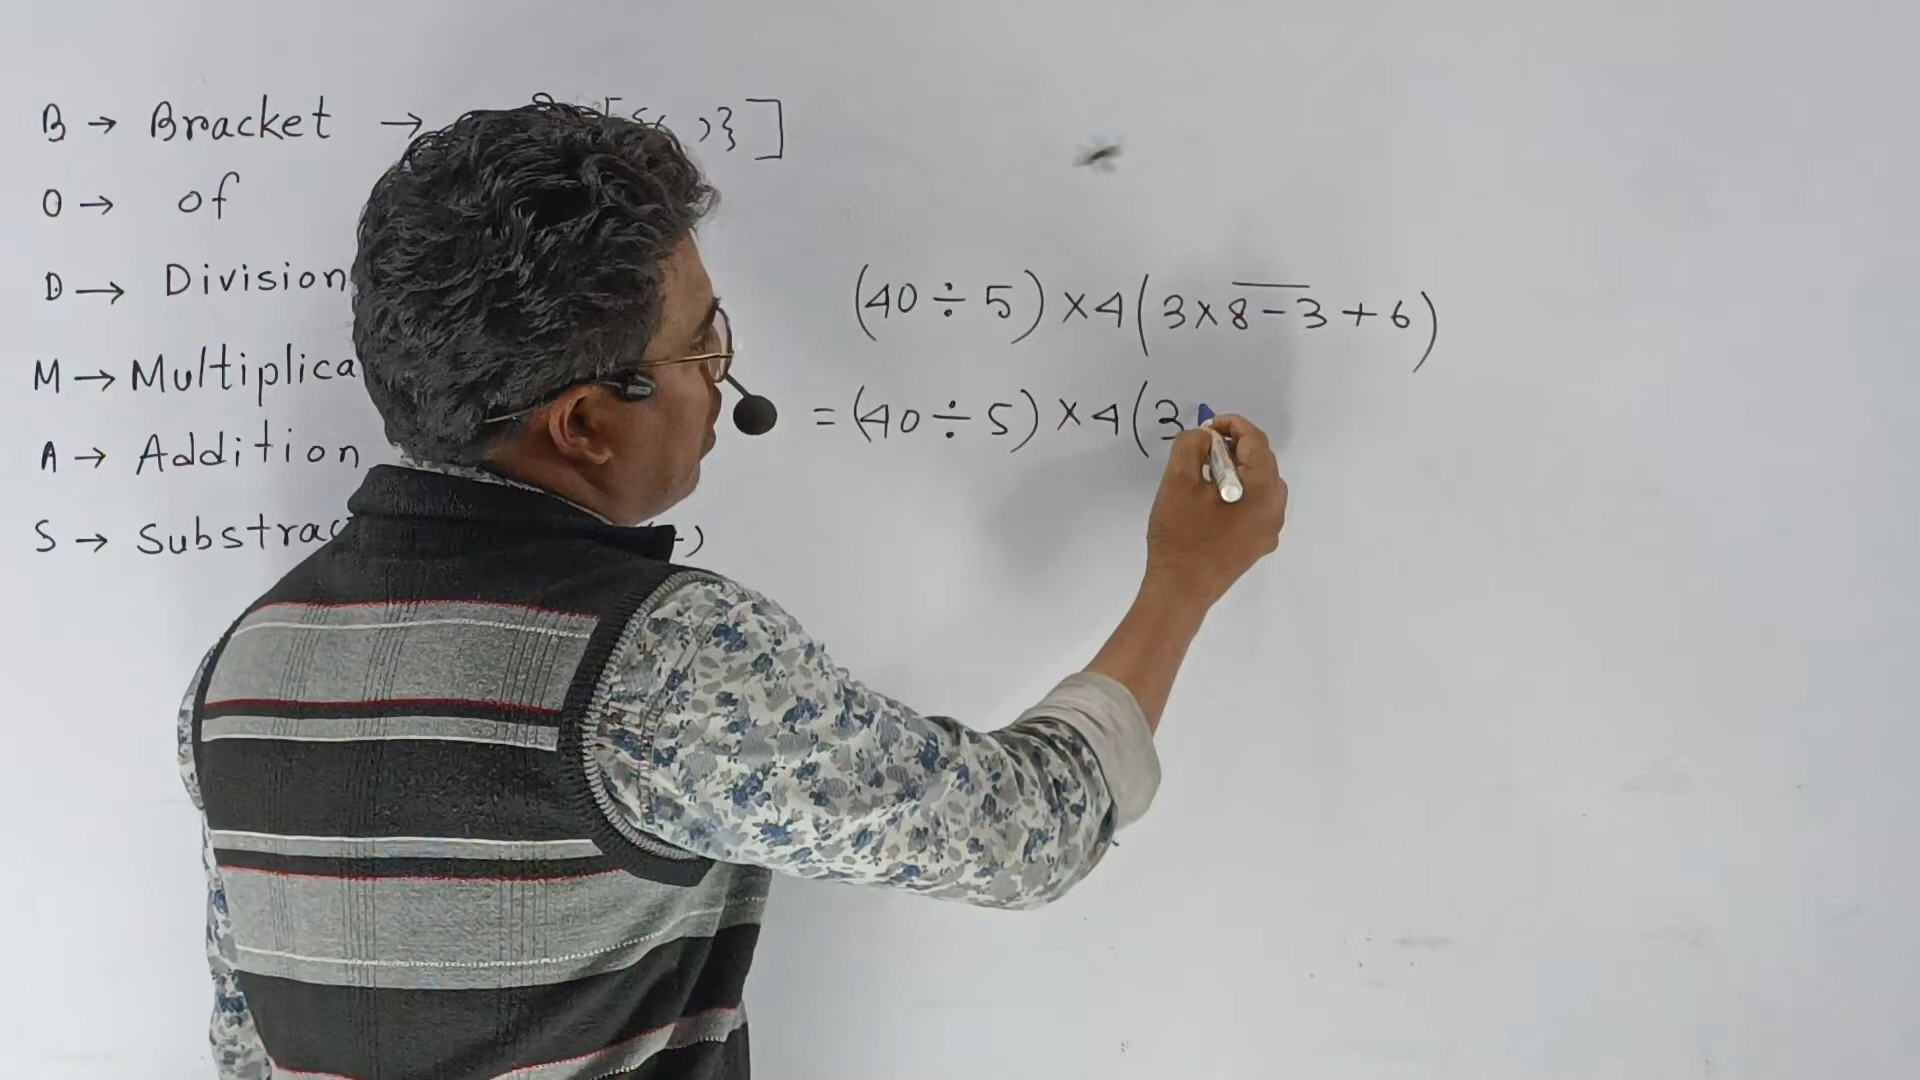 B → Bracket → )}]
O → of
D → Division
M → Multiplica
A → Addition
S → Substrac -)
(40 ÷ 5) × 4(3 × 8 − 3̅ + 6)
= (40 ÷ 5) × 4(3